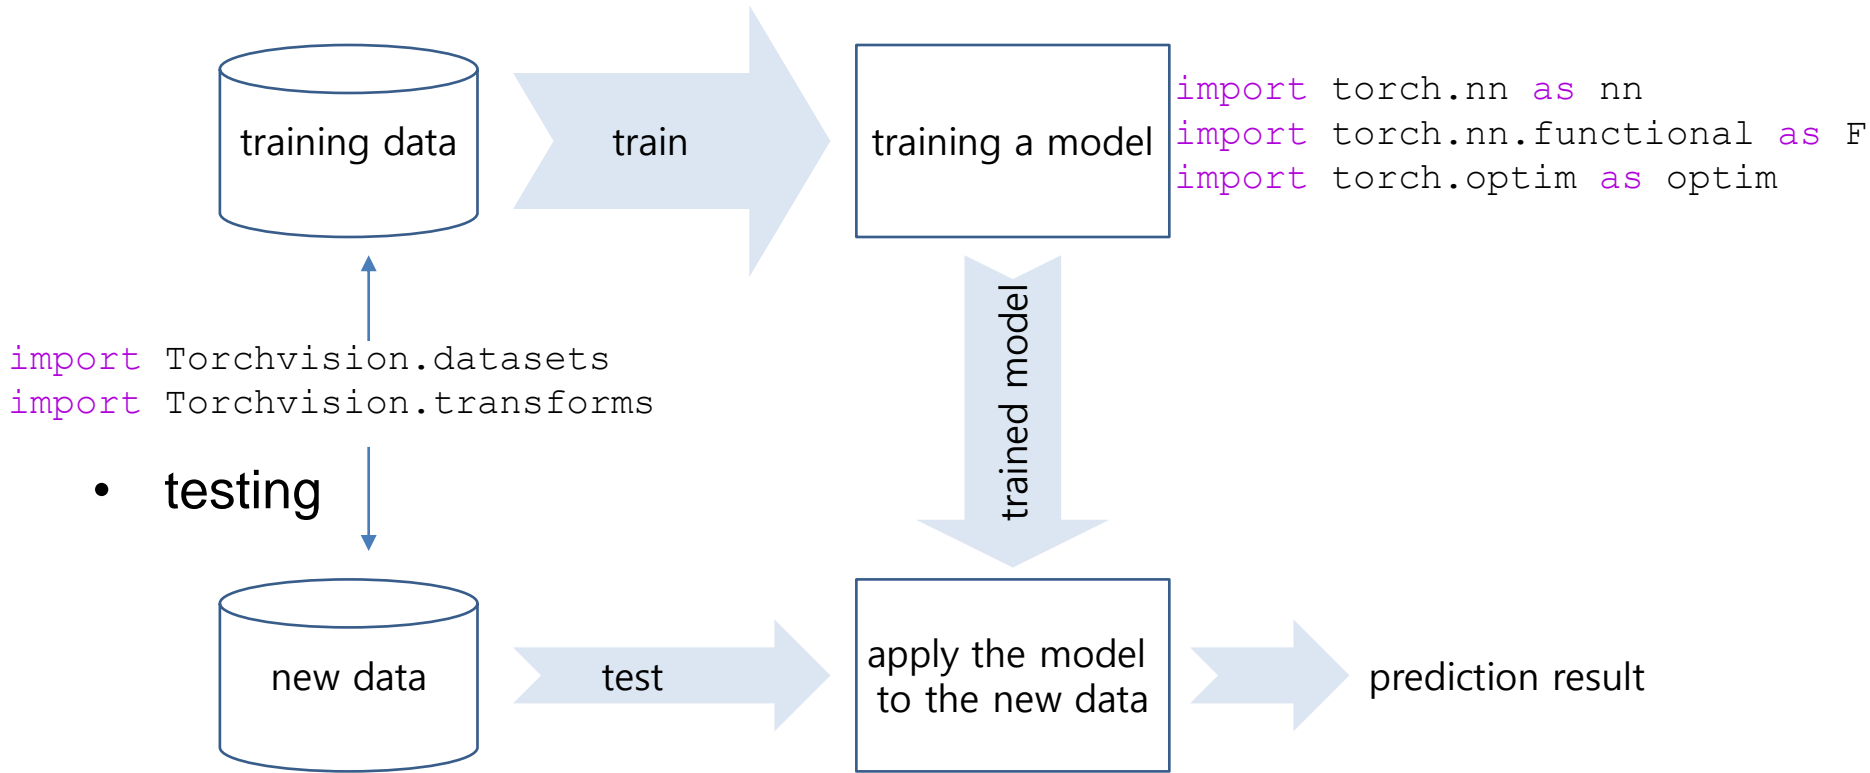 training data
train
training a model
import torch.nn as nn
import torch.nn.functional as F
import torch.optim as optim
import Torchvision.datasets
import Torchvision.transforms
trained model
• testing
new data
test
apply the model
to the new data
prediction result